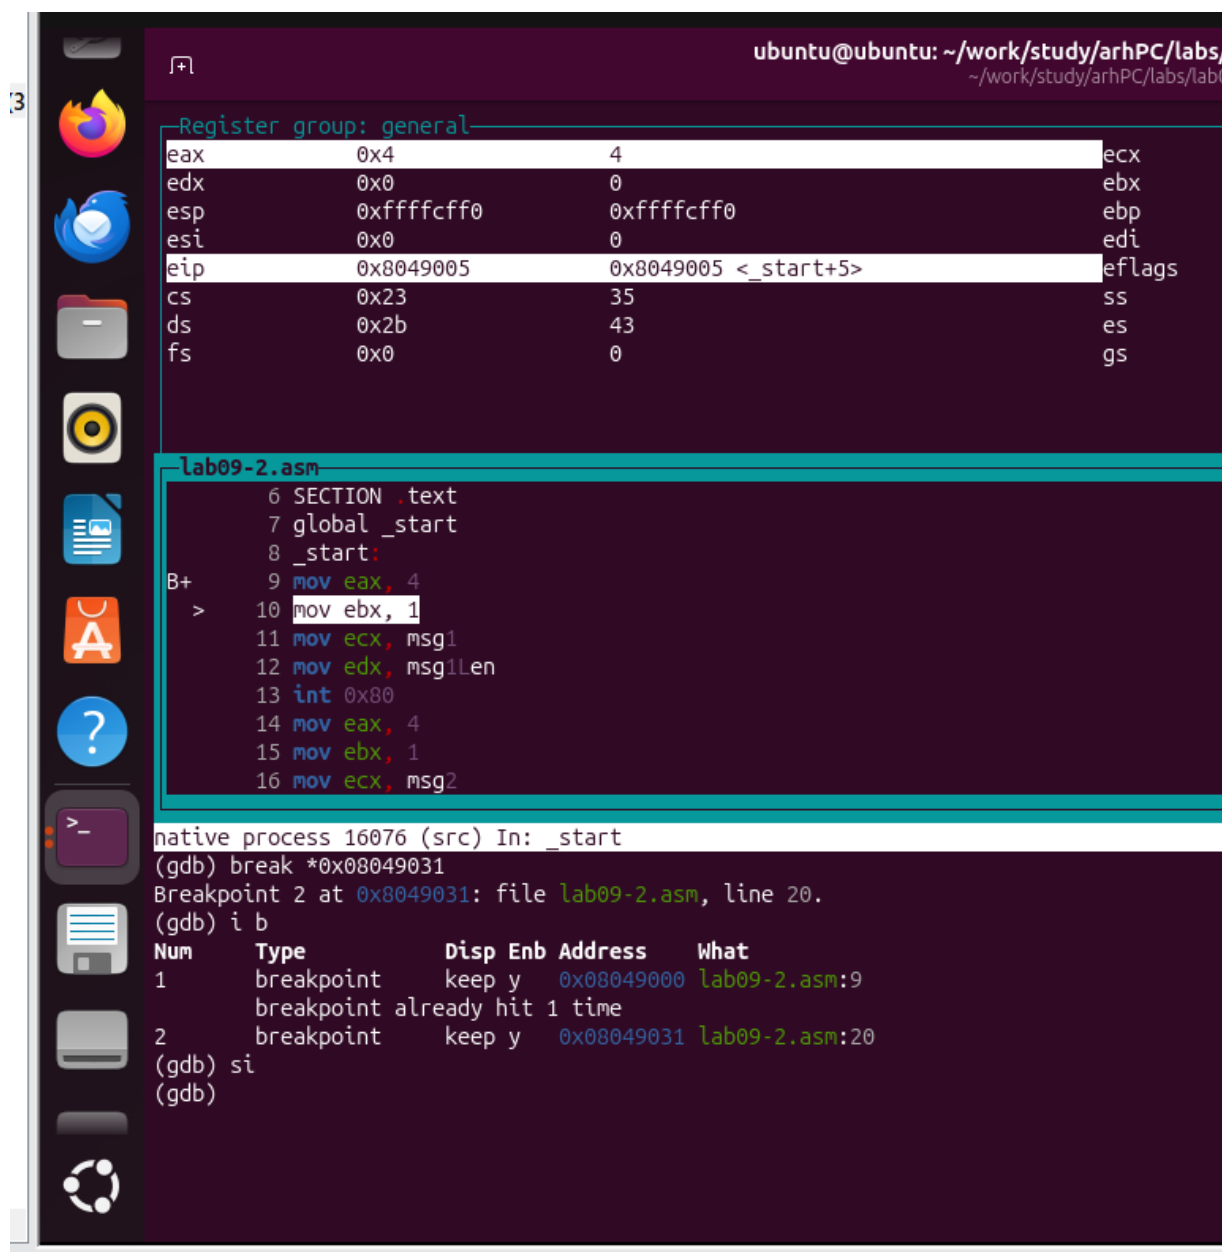 ubuntu@ubuntu: ~/work/study/arhPC/labs/
~/work/study/arhPC/labs/lab0
(3
Register group: general
eax 0x4 4 ecx
edx 0x0 0 ebx
esp 0xffffcff0 0xffffcff0 ebp
esi 0x0 0 edi
eip 0x8049005 0x8049005 <_start+5> eflags
cs 0x23 35 ss
ds 0x2b 43 es
fs 0x0 0 gs
lab09-2.asm
6 SECTION .text
7 global _start
8 _start:
B+ 9 mov eax, 4
> 10 mov ebx, 1
11 mov ecx, msg1
12 mov edx, msg1Len
13 int 0x80
14 mov eax, 4
15 mov ebx, 1
16 mov ecx, msg2
native process 16076 (src) In: _start
(gdb) break *0x08049031
Breakpoint 2 at 0x8049031: file lab09-2.asm, line 20.
(gdb) i b
Num Type Disp Enb Address What
1 breakpoint keep y 0x08049000 lab09-2.asm:9
breakpoint already hit 1 time
2 breakpoint keep y 0x08049031 lab09-2.asm:20
(gdb) si
(gdb)